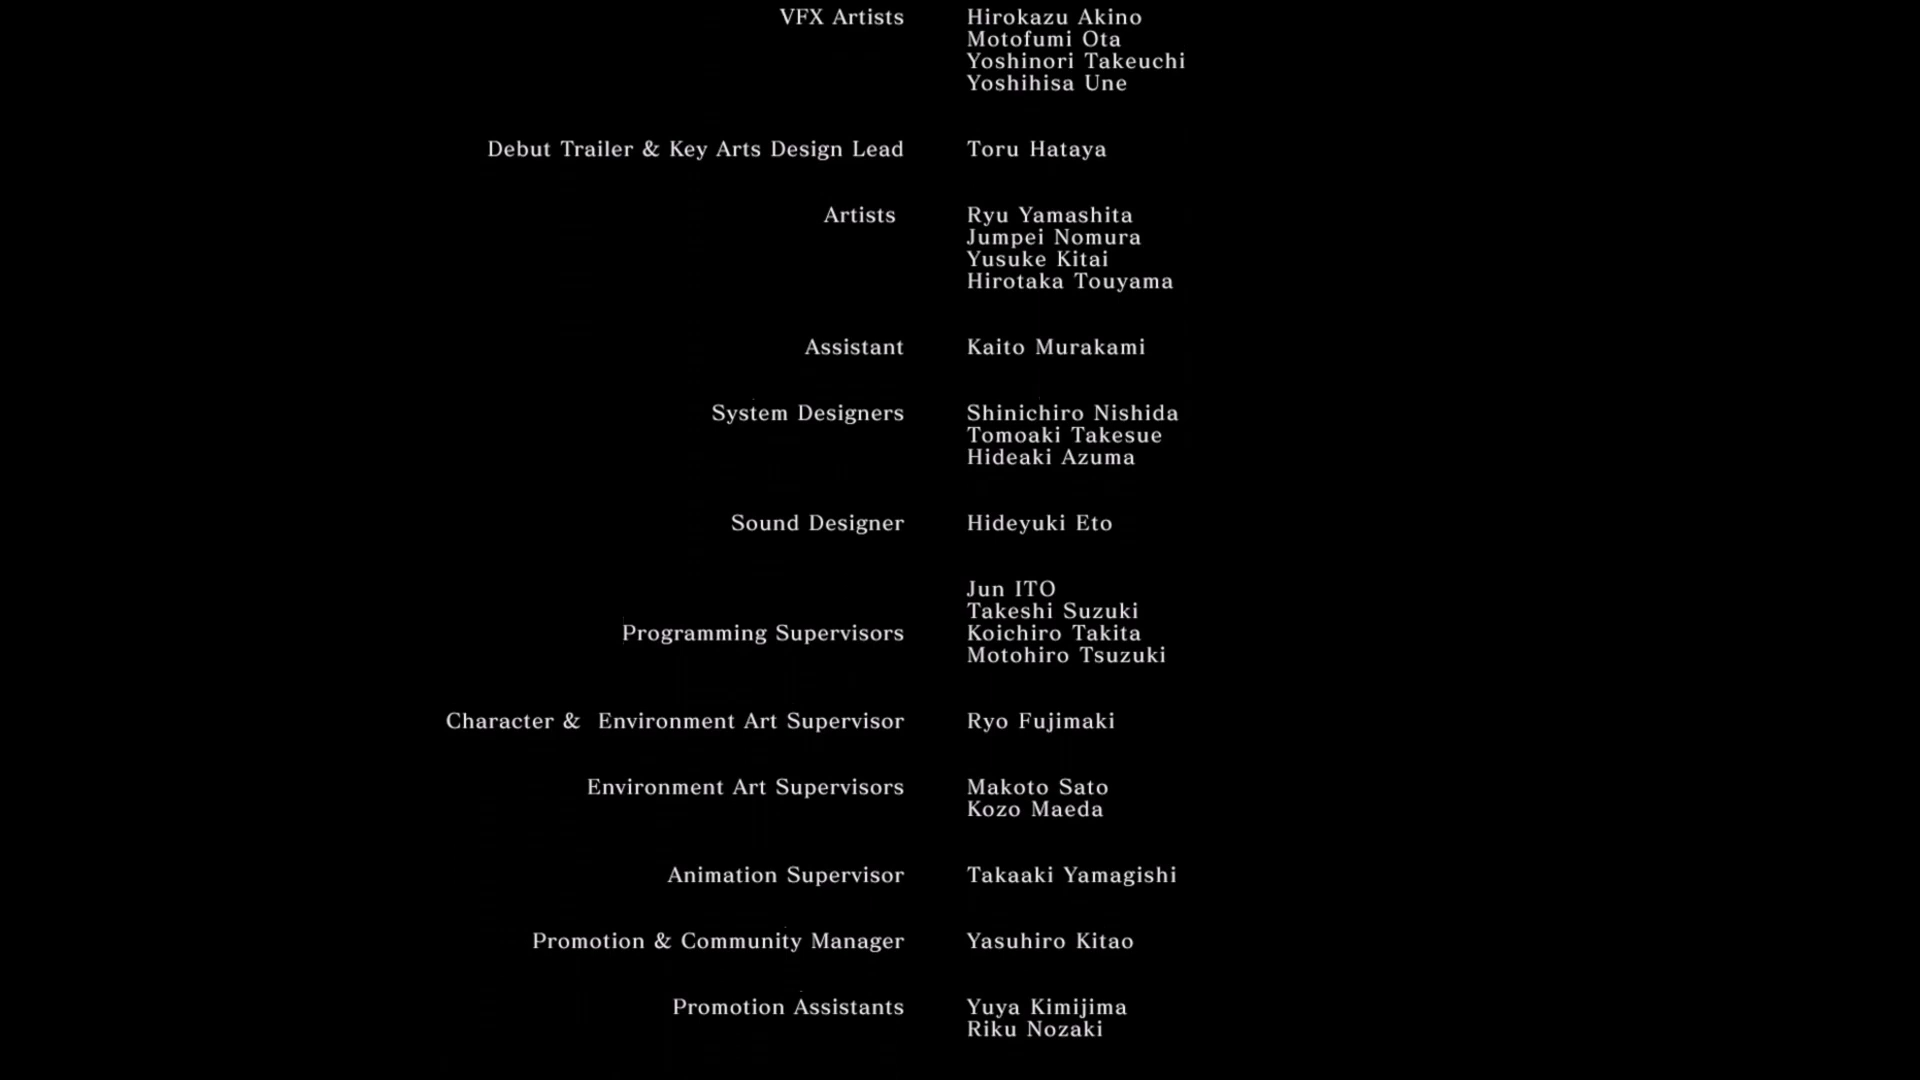 VFX Artists Hirokazu Akino
Motofumi Ota
Yoshinori Takeuchi
Yoshihisa Une
Debut Trailer & Key Arts Design Lead Toru Hataya
Artists Ryu Yamashita
Jumpei Nomura
Yusuke Kitai
Hirotaka Touyama
Assistant Kaito Murakami
System Designers Shinichiro Nishida
Tomoaki Takesue
Hideaki Azuma
Sound Designer Hideyuki Eto
Jun ITO
Takeshi Suzuki
Programming Supervisors Koichiro Takita
Motohiro Tsuzuki
Character &  Environment Art Supervisor Ryo Fujimaki
Environment Art Supervisors Makoto Sato
Kozo Maeda
Animation Supervisor Takaaki Yamagishi
Promotion & Community Manager Yasuhiro Kitao
Promotion Assistants Yuya Kimijima
Riku Nozaki